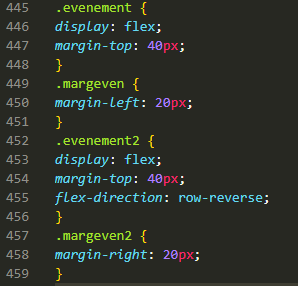 445 .evenement {
446 display: flex;
447 margin-top: 40px;
448 }
449 .margeven {
450 margin-left: 20px;
451 }
452 .evenement2 {
453 display: flex;
454 margin-top: 40px;
455 flex-direction: row-reverse;
456 }
457 .margeven2 {
458 margin-right: 20px;
459 }